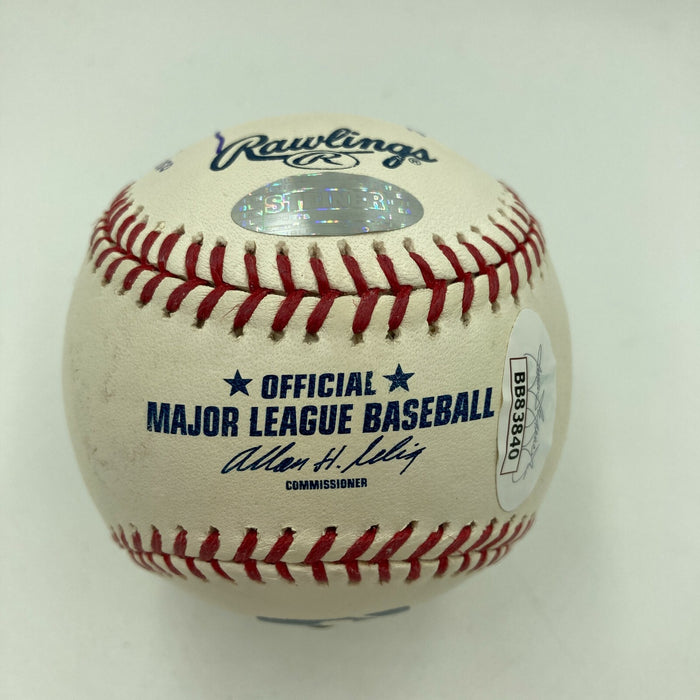 Rawlings
R ®
STEINER
★ OFFICIAL ★
MAJOR LEAGUE BASEBALL
Allan H. Selig
COMMISSIONER
BB83840